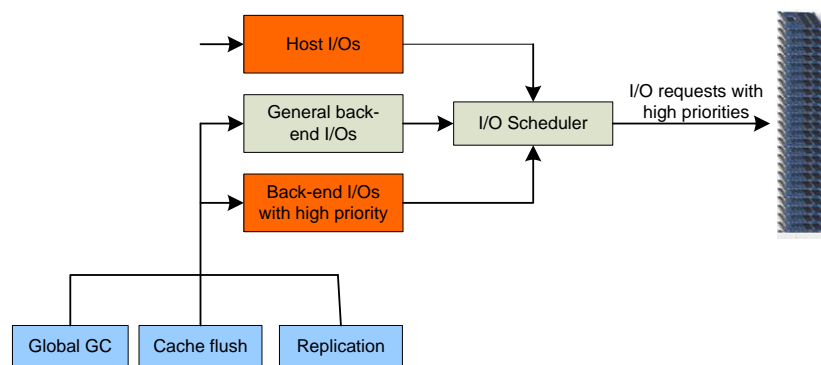 Host I/Os
General back-
end I/Os
I/O Scheduler
I/O requests with
high priorities
Back-end I/Os
with high priority
Global GC
Cache flush
Replication